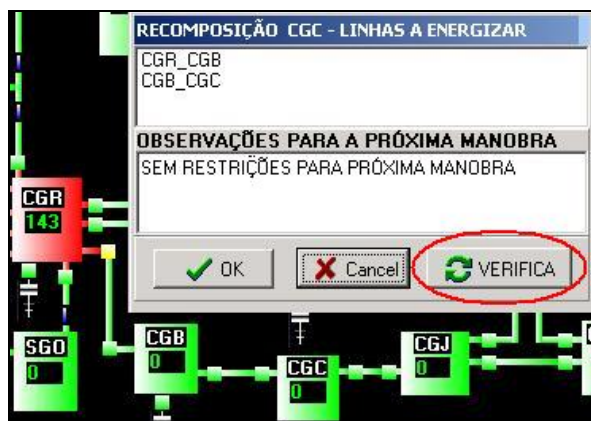 RECOMPOSIÇÃO CGC - LINHAS A ENERGIZAR
CGR_CGB
CGB_CGC
OBSERVAÇÕES PARA A PRÓXIMA MANOBRA
SEM RESTRIÇÕES PARA PRÓXIMA MANOBRA
OK
Cancel
VERIFICA
CGR
143
SGO
0
CGB
0
CGC
0
CGJ
0